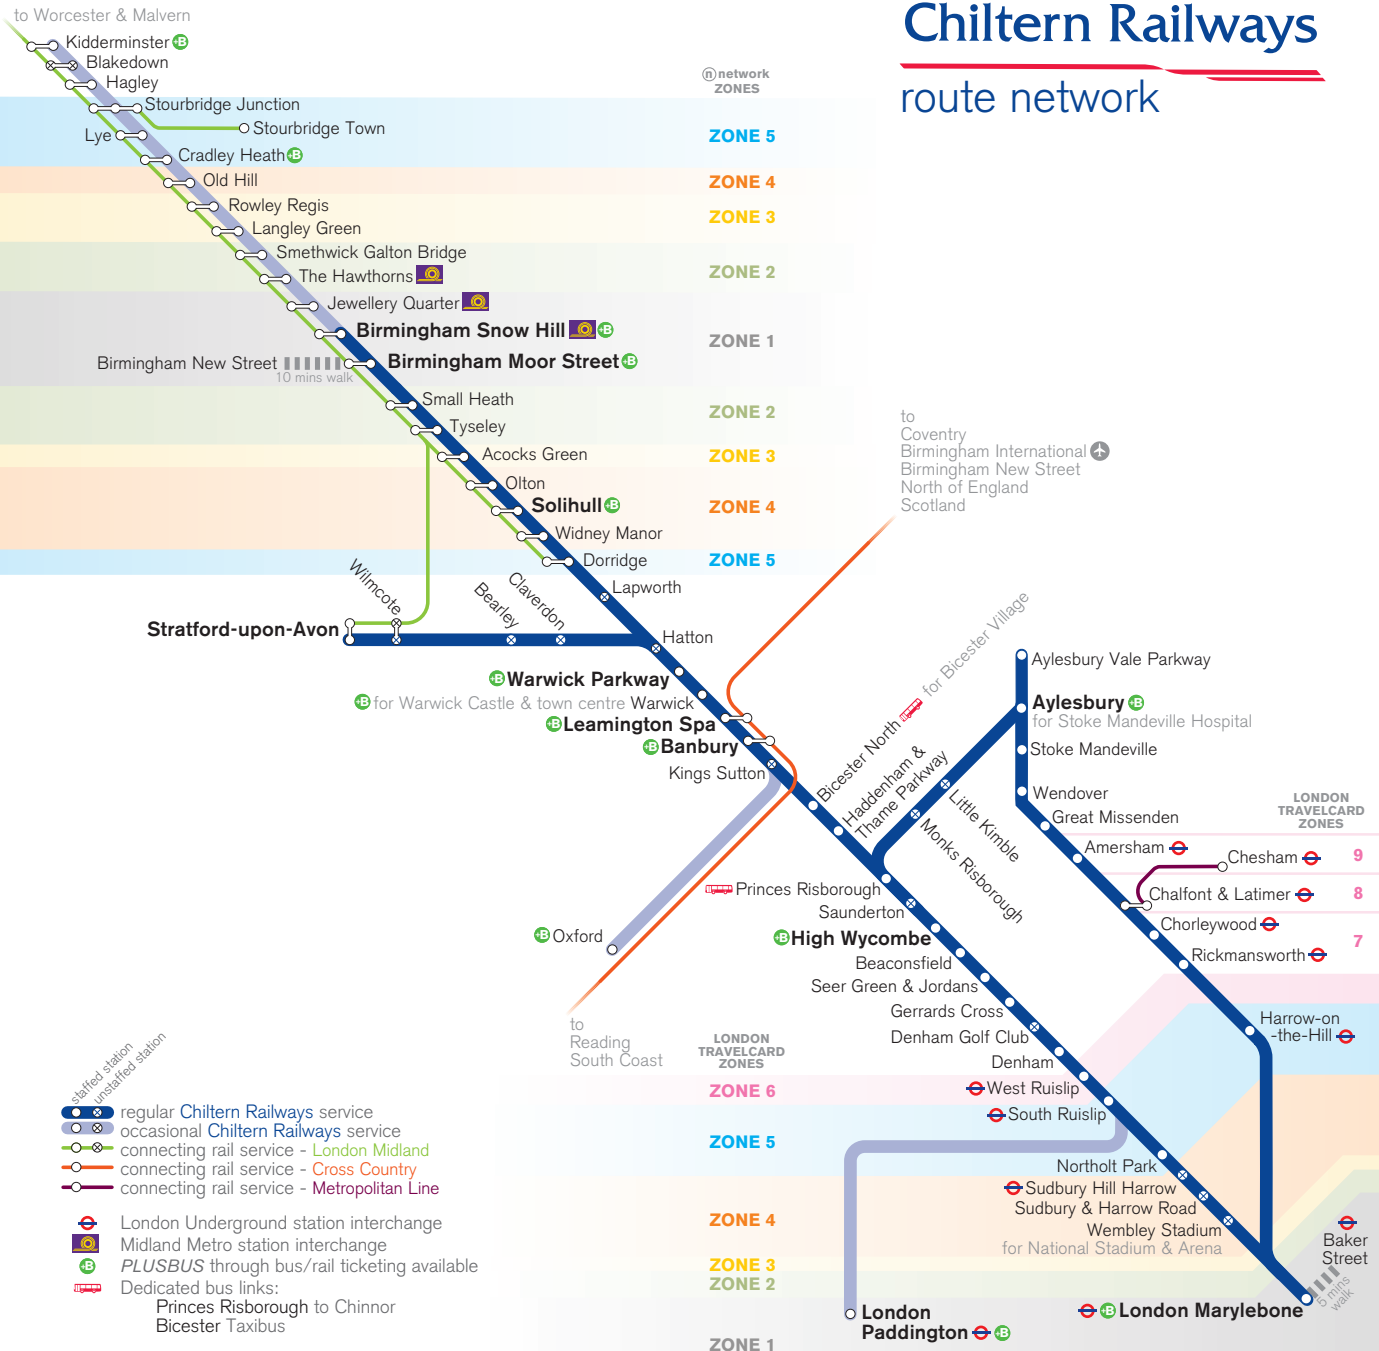 to Worcester & Malvern
Chiltern Railways
route network
Kidderminster +B
Blakedown
Hagley
n network
ZONES
Stourbridge Junction
Stourbridge Town
Lye
ZONE 5
Cradley Heath +B
Old Hill
ZONE 4
Rowley Regis
ZONE 3
Langley Green
Smethwick Galton Bridge
The Hawthorns
ZONE 2
Jewellery Quarter
Birmingham Snow Hill +B
ZONE 1
Birmingham New Street
10 mins walk
Birmingham Moor Street +B
Small Heath
ZONE 2
Tyseley
Acocks Green
ZONE 3
Olton
Solihull +B
ZONE 4
Widney Manor
Dorridge
ZONE 5
to
Coventry
Birmingham International
Birmingham New Street
North of England
Scotland
Lapworth
Wilmcote
Bearley
Claverdon
Stratford-upon-Avon
Hatton
+B Warwick Parkway
+B for Warwick Castle & town centre Warwick
+B Leamington Spa
+B Banbury
Kings Sutton
Bicester North for Bicester Village
Haddenham &
Thame Parkway
Little Kimble
Monks Risborough
Aylesbury Vale Parkway
Aylesbury +B
for Stoke Mandeville Hospital
Stoke Mandeville
Wendover
Great Missenden
LONDON
TRAVELCARD
ZONES
Amersham
Chesham
9
Chalfont & Latimer
8
Chorleywood
7
Rickmansworth
Harrow-on
-the-Hill
Princes Risborough
Saunderton
+B Oxford
+B High Wycombe
Beaconsfield
Seer Green & Jordans
Gerrards Cross
Denham Golf Club
Denham
West Ruislip
South Ruislip
to
Reading
South Coast
LONDON
TRAVELCARD
ZONES
ZONE 6
ZONE 5
Northolt Park
Sudbury Hill Harrow
Sudbury & Harrow Road
Wembley Stadium
for National Stadium & Arena
ZONE 4
ZONE 3
ZONE 2
ZONE 1
Baker
Street
5 mins
walk
+B London Marylebone
London
Paddington +B
staffed station
unstaffed station
regular Chiltern Railways service
occasional Chiltern Railways service
connecting rail service - London Midland
connecting rail service - Cross Country
connecting rail service - Metropolitan Line
London Underground station interchange
Midland Metro station interchange
+B PLUSBUS through bus/rail ticketing available
Dedicated bus links:
Princes Risborough to Chinnor
Bicester Taxibus